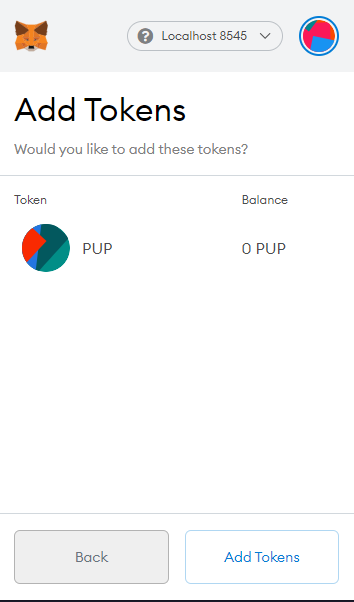 Localhost 8545
Add Tokens
Would you like to add these tokens?
Token Balance
PUP 0 PUP
Back Add Tokens